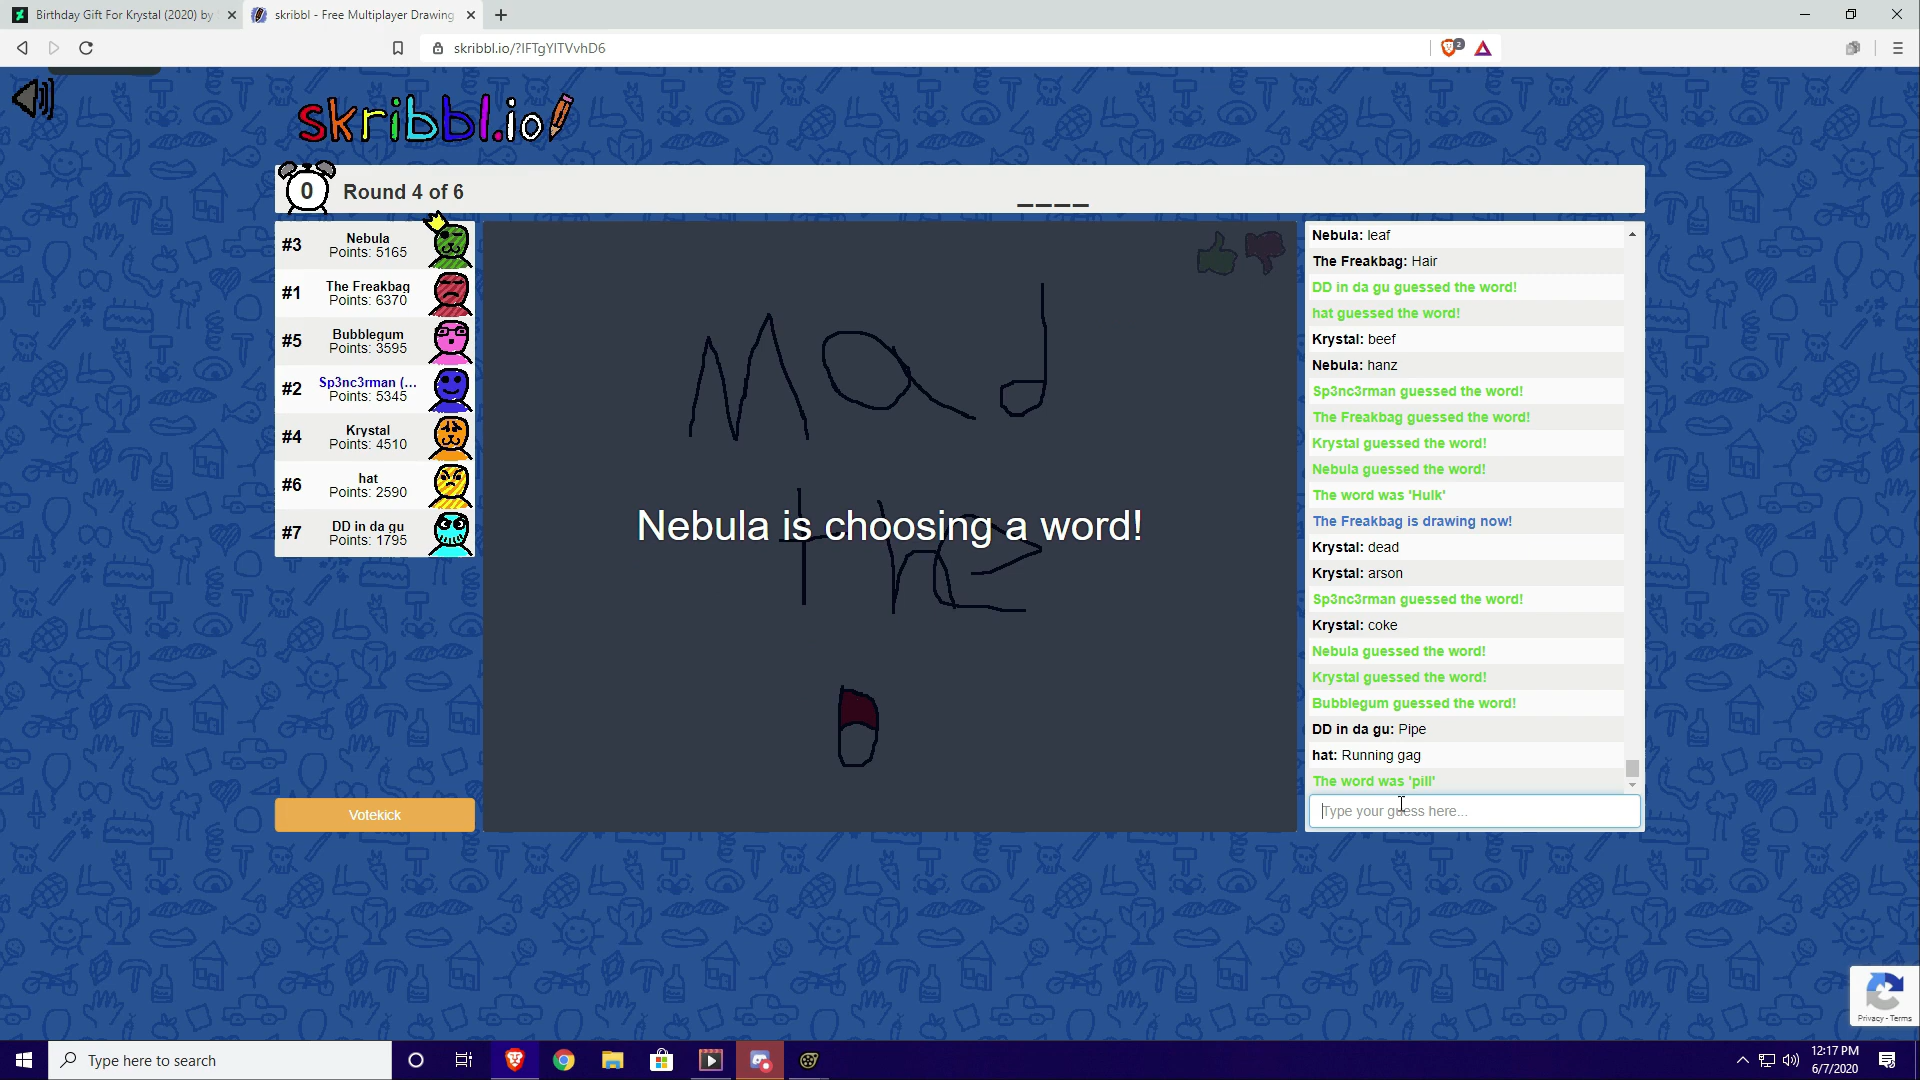 Birthday Gift For Krystal (2020) by
skribbl - Free Multiplayer Drawing
skribbl.io/?IFTgYITVvhD6
2
skribbl.io
0
Round 4 of 6
____
#3
Nebula
Points: 5165
#1
The Freakbag
Points: 6370
#5
Bubblegum
Points: 3595
#2
Sp3nc3rman (...
Points: 5345
#4
Krystal
Points: 4510
#6
hat
Points: 2590
#7
DD in da gu
Points: 1795
Votekick
Mad
the
Nebula is choosing a word!
Nebula: leaf
The Freakbag: Hair
DD in da gu guessed the word!
hat guessed the word!
Krystal: beef
Nebula: hanz
Sp3nc3rman guessed the word!
The Freakbag guessed the word!
Krystal guessed the word!
Nebula guessed the word!
The word was 'Hulk'
The Freakbag is drawing now!
Krystal: dead
Krystal: arson
Sp3nc3rman guessed the word!
Krystal: coke
Nebula guessed the word!
Krystal guessed the word!
Bubblegum guessed the word!
DD in da gu: Pipe
hat: Running gag
The word was 'pill'
Type your guess here...
Privacy - Terms
Type here to search
12:17 PM
6/7/2020